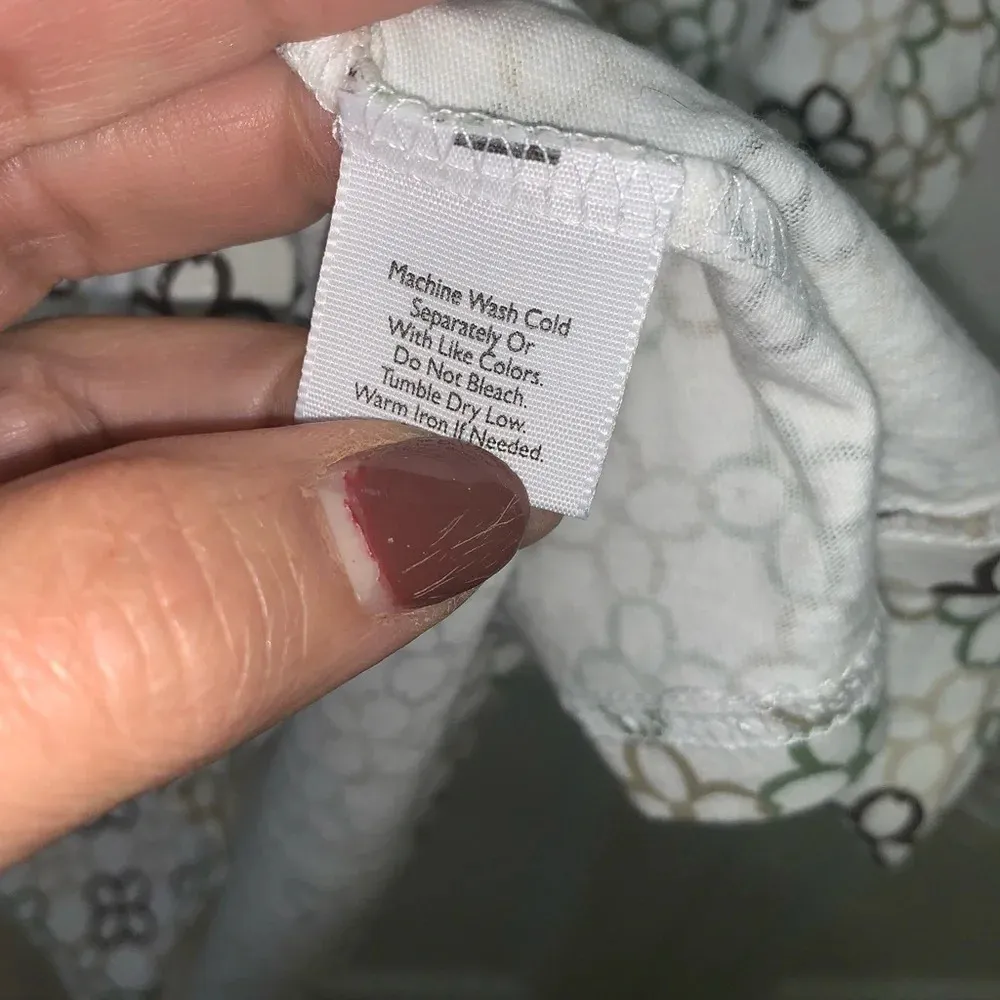 Machine Wash Cold
Separately Or
With Like Colors.
Do Not Bleach.
Tumble Dry Low.
Warm Iron If Needed.